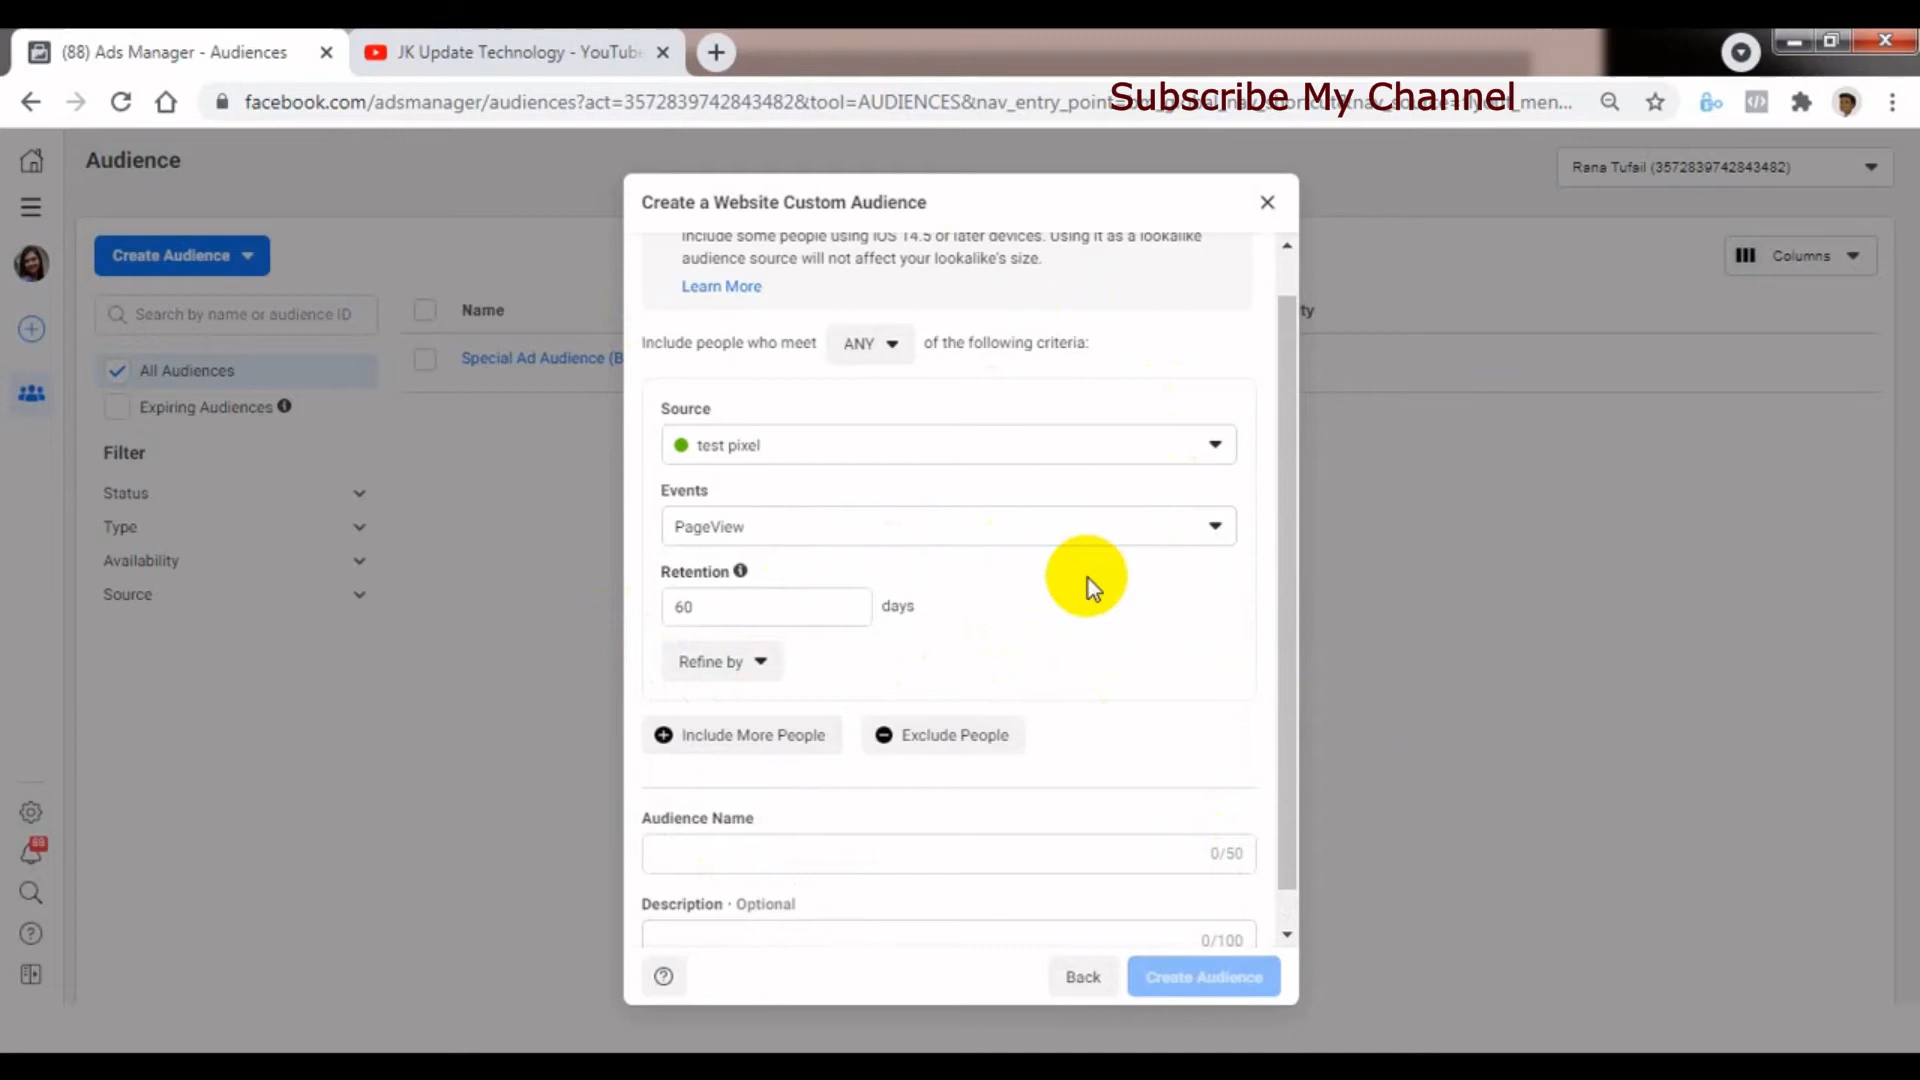 (88) Ads Manager - Audiences
JK Update Technology - YouTub
facebook.com/adsmanager/audiences?act=3572839742843482&tool=AUDIENCES&nav_entry_point=
Subscribe My Channel
Audience
Rana Tufail (3572839742843482)
Create a Website Custom Audience
include some people using iOS 14.5 or later devices. Using it as a lookalike
audience source will not affect your lookalike's size.
Learn More
Create Audience
Columns
Search by name or audience ID
Name
ty
Special Ad Audience (B
All Audiences
Expiring Audiences
Filter
Status
Type
Availability
Source
Include people who meet ANY of the following criteria:
Source
test pixel
Events
PageView
Retention
60 days
Refine by
Include More People Exclude People
Audience Name
0/50
Description · Optional
0/100
88
Back Create Audience